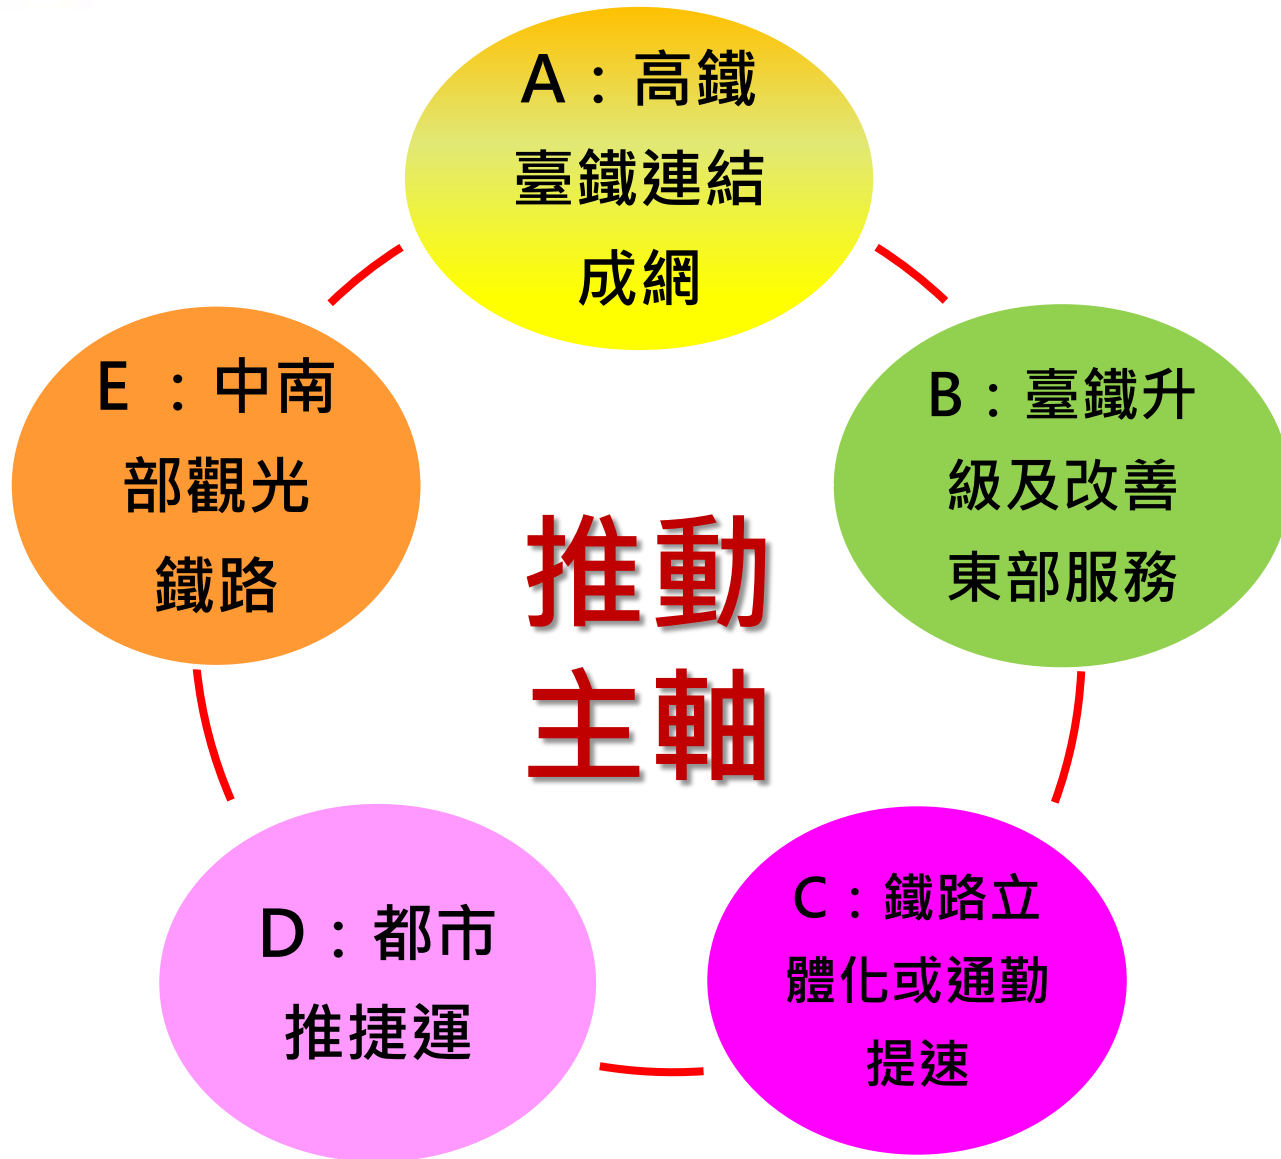 A：高鐵
臺鐵連結
成網
B：臺鐵升
級及改善
東部服務
C：鐵路立
體化或通勤
提速
D：都市
推捷運
E ：中南
部觀光
鐵路
推動
主軸